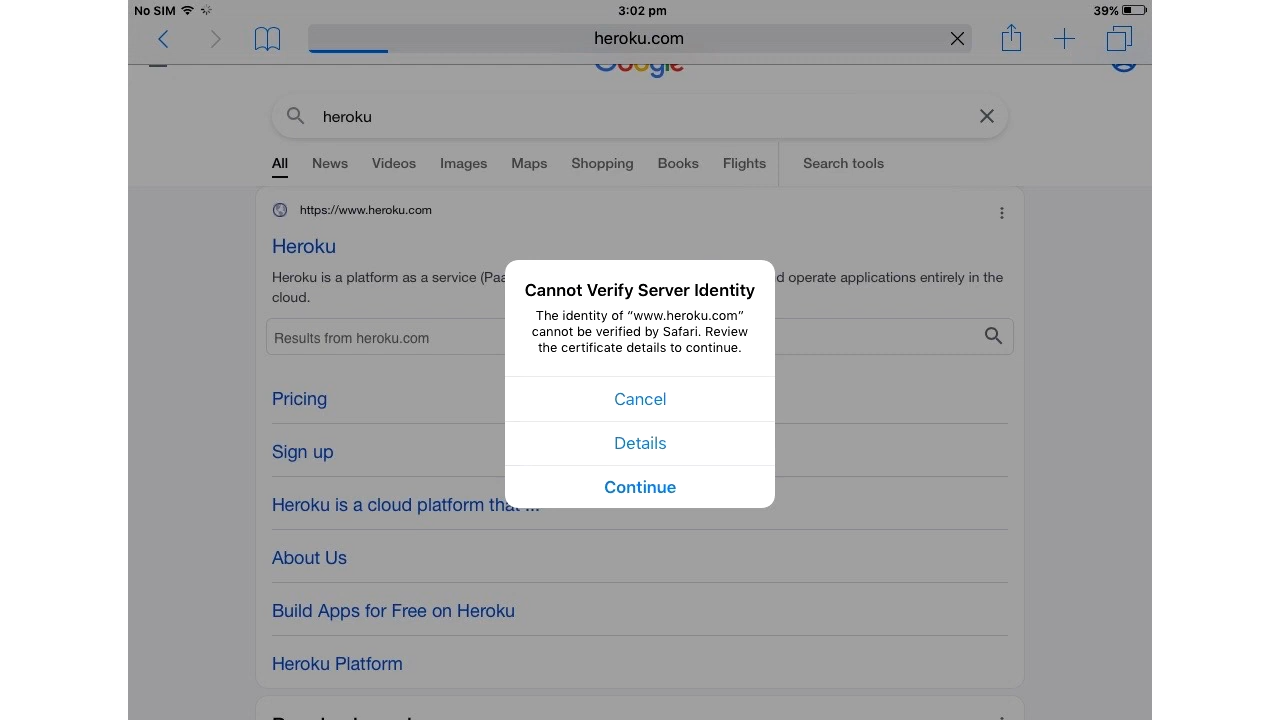 No SIM
3:02 pm
39%
heroku.com
Google
heroku
All News Videos Images Maps Shopping Books Flights Search tools
https://www.heroku.com
Heroku
Heroku is a platform as a service (Paa
d operate applications entirely in the
cloud.
Results from heroku.com
Cannot Verify Server Identity
The identity of “www.heroku.com”
cannot be verified by Safari. Review
the certificate details to continue.
Cancel
Details
Continue
Pricing
Sign up
Heroku is a cloud platform that ...
About Us
Build Apps for Free on Heroku
Heroku Platform